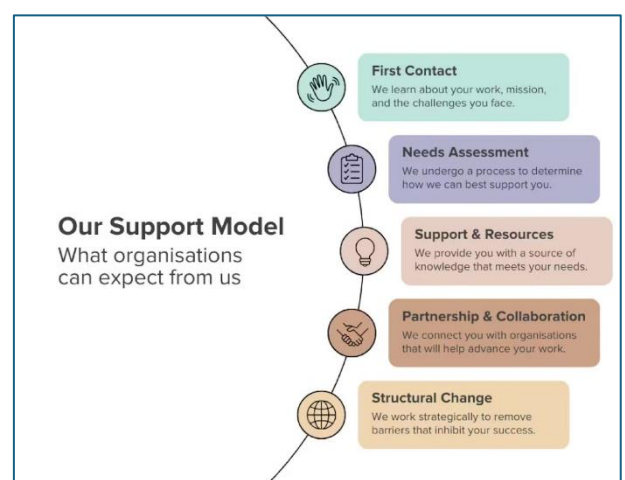 Our Support Model
What organisations
can expect from us
First Contact
We learn about your work, mission,
and the challenges you face.
Needs Assessment
We undergo a process to determine
how we can best support you.
Support & Resources
We provide you with a source of
knowledge that meets your needs.
Partnership & Collaboration
We connect you with organisations
that will help advance your work.
Structural Change
We work strategically to remove
barriers that inhibit your success.